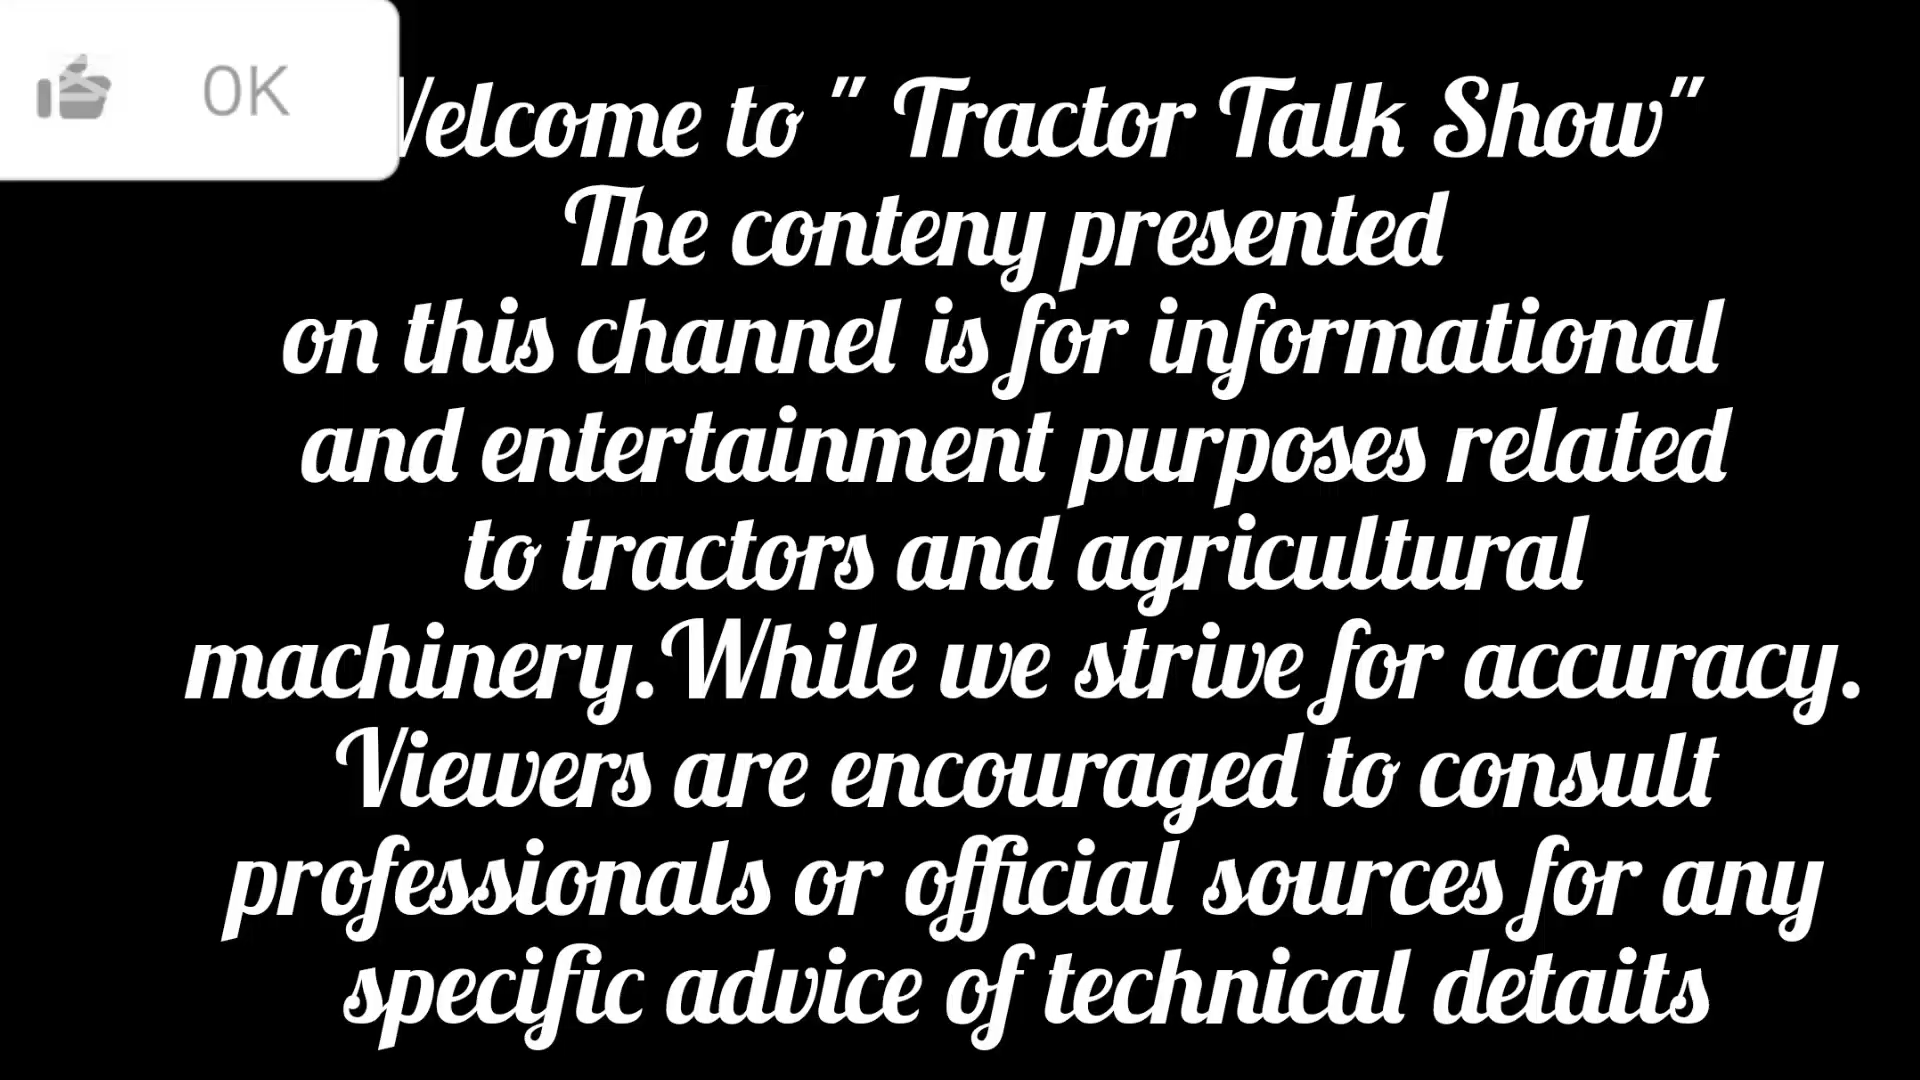 0K
Welcome to " Tractor Talk Show"
The conteny presented
on this channel is for informational
and entertainment purposes related
to tractors and agricultural
machinery.While we strive for accuracy.
Viewers are encouraged to consult
professionals or official sources for any
specific advice of technical detaits